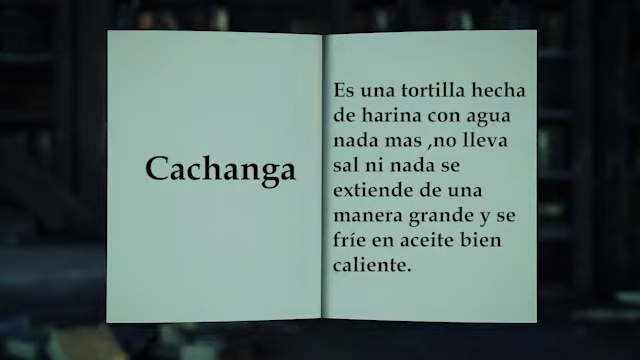 Cachanga
Es una tortilla hecha
de harina con agua
nada mas ,no lleva
sal ni nada se
extiende de una
manera grande y se
fríe en aceite bien
caliente.